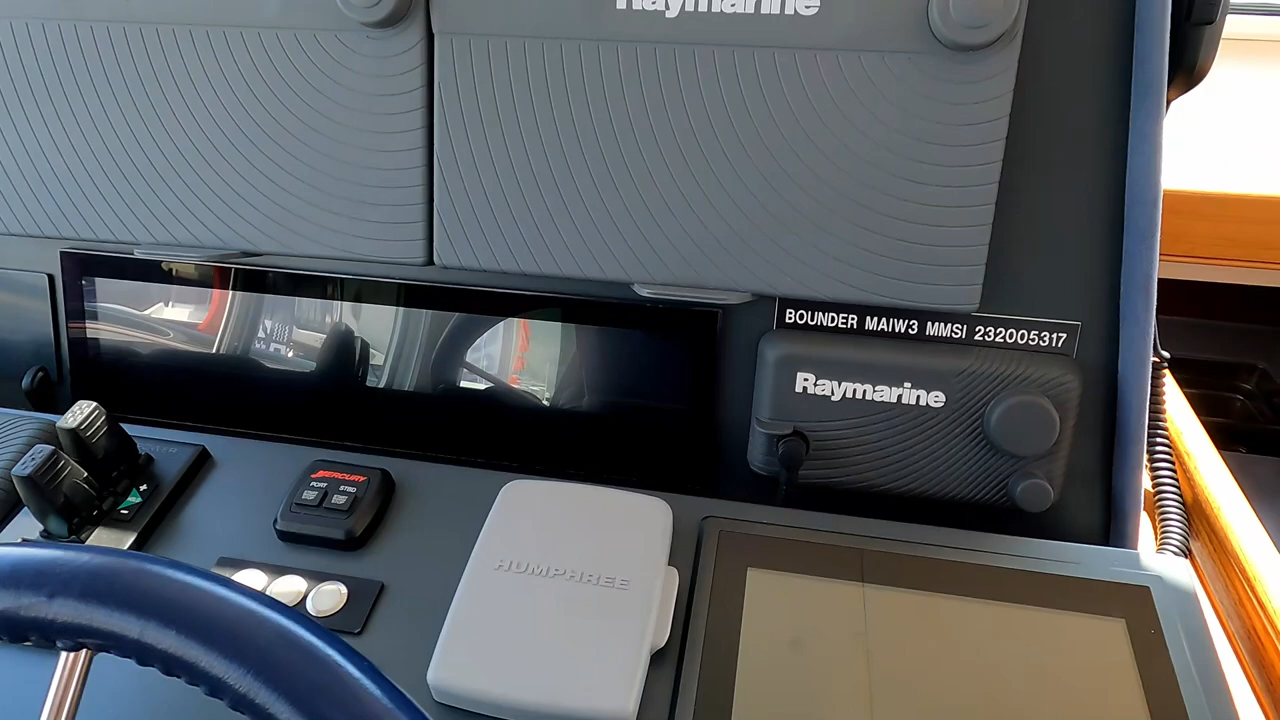 Raymarine
BOUNDER MAIW3 MMSI 232005317
Raymarine
MERCURY
PORT STBD
HUMPHREE
+
-